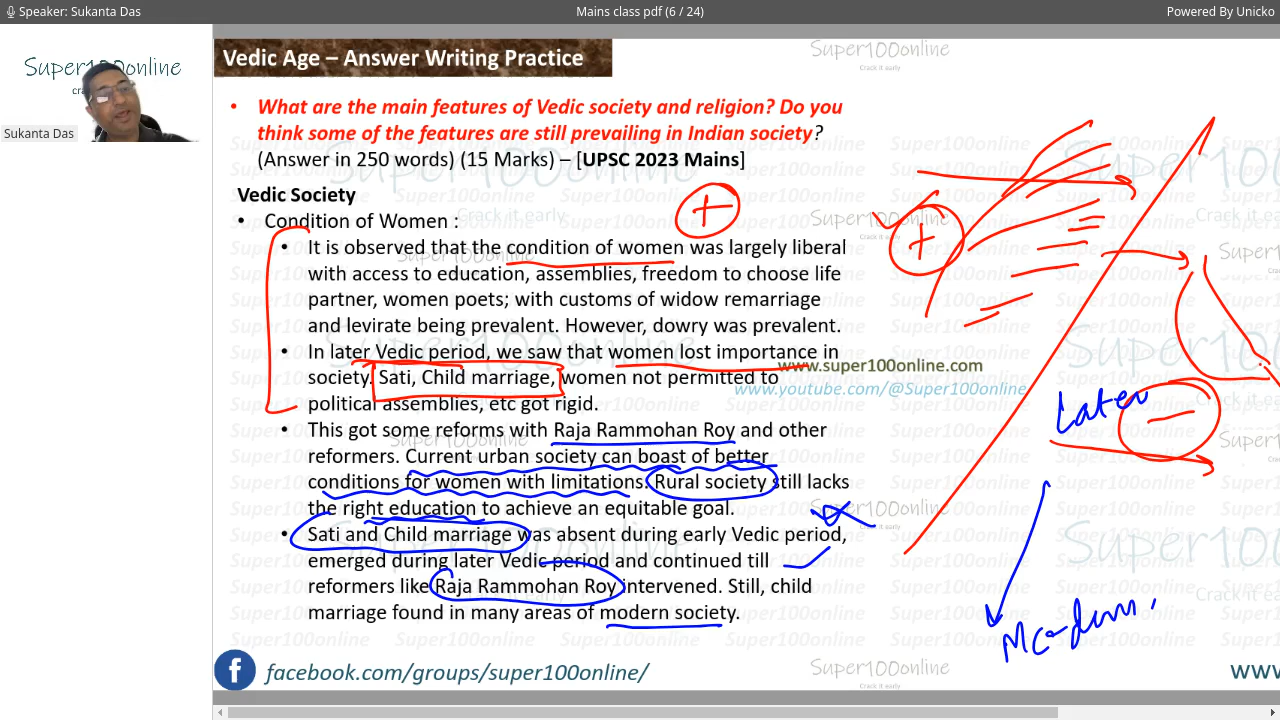 Speaker: Sukanta Das
Mains class pdf (6 / 24)
Powered By Unicko
Super100online
Sukanta Das
Vedic Age – Answer Writing Practice
Super100online
Crack it early
• What are the main features of Vedic society and religion? Do you
think some of the features are still prevailing in Indian society?
(Answer in 250 words) (15 Marks) – [UPSC 2023 Mains]
Vedic Society
• Condition of Women :
• It is observed that the condition of women was largely liberal
with access to education, assemblies, freedom to choose life
partner, women poets; with customs of widow remarriage
and levirate being prevalent. However, dowry was prevalent.
• In later Vedic period, we saw that women lost importance in
society. Sati, Child marriage, women not permitted to
political assemblies, etc got rigid.
www.super100online.com
www.youtube.com/@Super100online
• This got some reforms with Raja Rammohan Roy and other
reformers. Current urban society can boast of better
conditions for women with limitations. Rural society still lacks
the right education to achieve an equitable goal.
• Sati and Child marriage was absent during early Vedic period,
emerged during later Vedic period and continued till
reformers like Raja Rammohan Roy intervened. Still, child
marriage found in many areas of modern society.
Later
facebook.com/groups/super100online/
Super100online
Crack it early
www